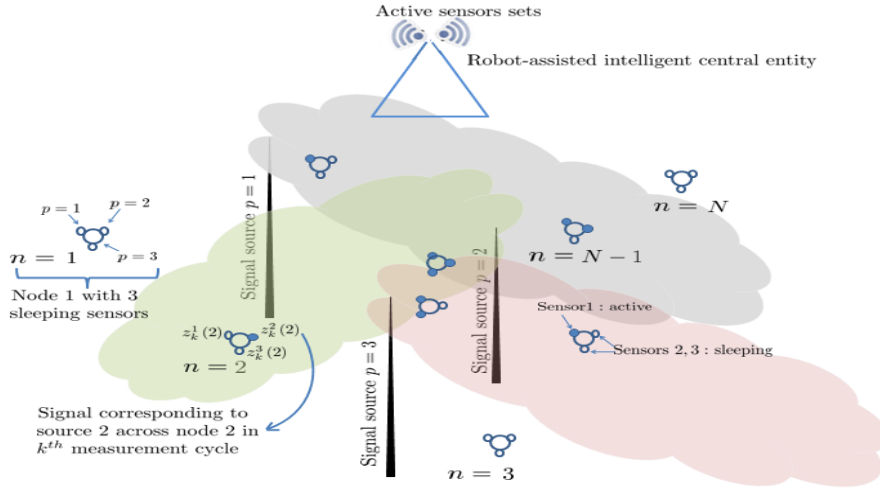 Active sensors sets
Robot-assisted intelligent central entity
Signal source p = 1
p = 1
p = 2
n = 1
p = 3
Node 1 with 3
sleeping sensors
n = N
n = N − 1
Signal source p = 2
Sensor1 : active
Sensors 2, 3 : sleeping
z_k^1(2)
z_k^2(2)
z_k^3(2)
n = 2
Signal source p = 3
Signal corresponding to
source 2 across node 2 in
k^{th} measurement cycle
n = 3